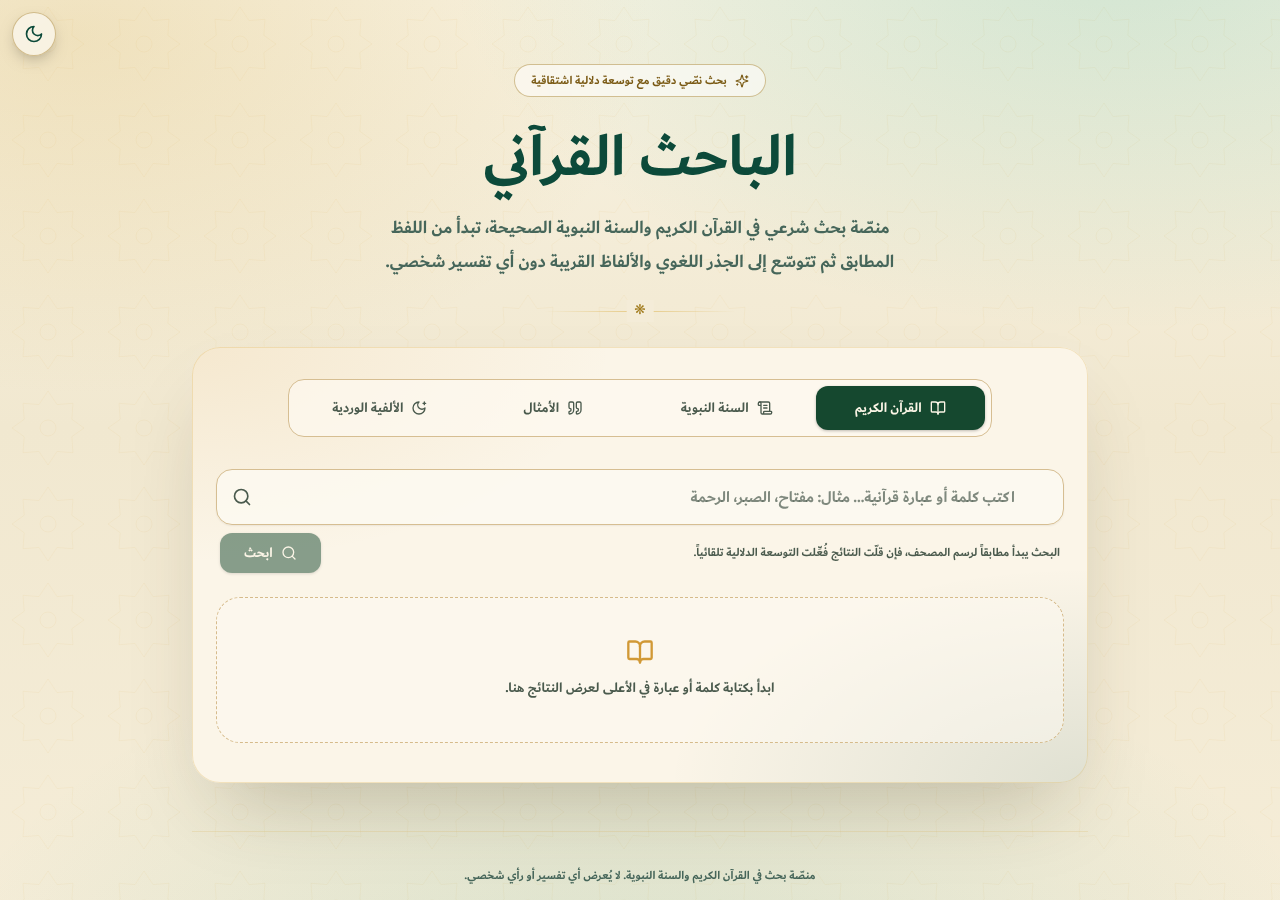 بحث نصّي دقيق مع توسعة دلالية اشتقاقية
الباحث القرآني
منصّة بحث شرعي في القرآن الكريم والسنة النبوية الصحيحة، تبدأ من اللفظ
المطابق ثم تتوسّع إلى الجذر اللغوي والألفاظ القريبة دون أي تفسير شخصي.
القرآن الكريم
السنة النبوية
الأمثال
الألفية الوردية
اكتب كلمة أو عبارة قرآنية... مثال: مفتاح، الصبر، الرحمة
البحث يبدأ مطابقاً لرسم المصحف، فإن قلّت النتائج فُعّلت التوسعة الدلالية تلقائياً.
ابحث
ابدأ بكتابة كلمة أو عبارة في الأعلى لعرض النتائج هنا.
منصّة بحث في القرآن الكريم والسنة النبوية. لا يُعرض أي تفسير أو رأي شخصي.